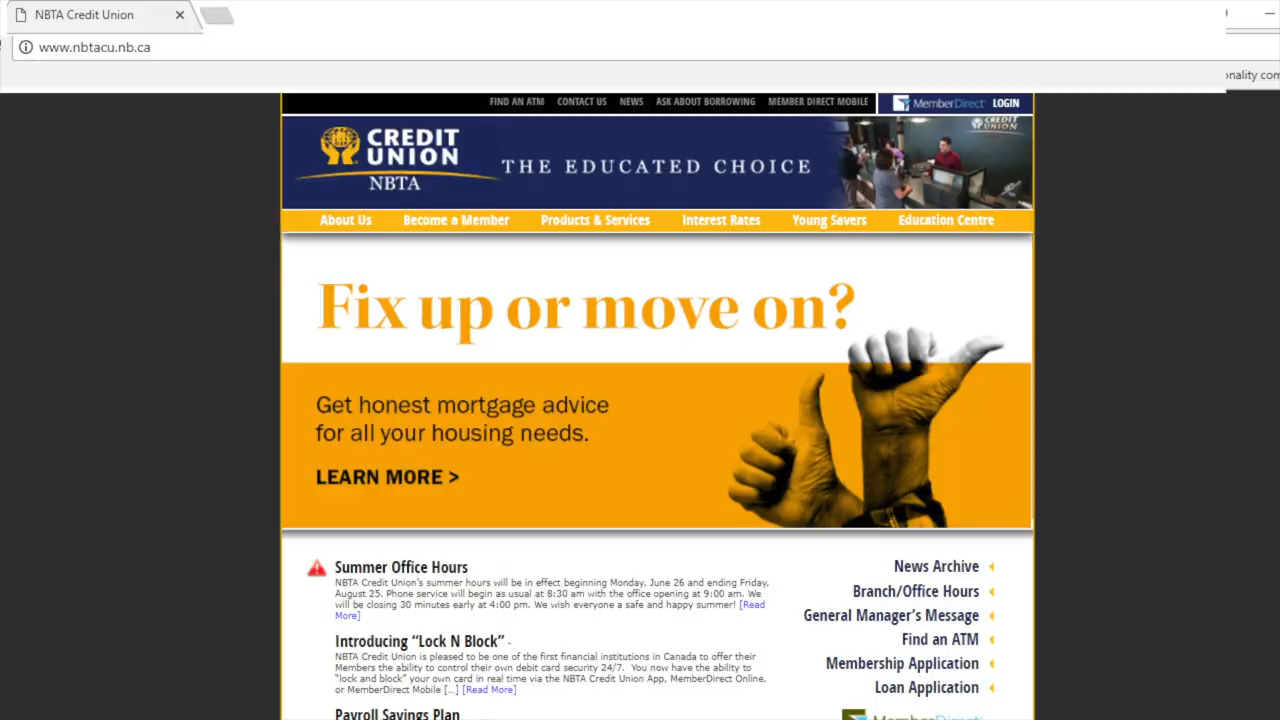 NBTA Credit Union
www.nbtacu.nb.ca
onality com
FIND AN ATM CONTACT US NEWS ASK ABOUT BORROWING MEMBER DIRECT MOBILE MemberDirect LOGIN
CREDIT
UNION
NBTA
THE EDUCATED CHOICE
CREDIT
UNION
About Us Become a Member Products & Services Interest Rates Young Savers Education Centre
Fix up or move on?
Get honest mortgage advice
for all your housing needs.
LEARN MORE >
Summer Office Hours
NBTA Credit Union's summer hours will be in effect beginning Monday, June 26 and ending Friday,
August 25. Phone service will begin as usual at 8:30 am with the office opening at 9:00 am. We
will be closing 30 minutes early at 4:00 pm. We wish everyone a safe and happy summer! [Read
More]
Introducing “Lock N Block” -
NBTA Credit Union is pleased to be one of the first financial institutions in Canada to offer their
Members the ability to control their own debit card security 24/7. You now have the ability to
“lock and block” your own card in real time via the NBTA Credit Union App, MemberDirect Online,
or MemberDirect Mobile [...] [Read More]
Payroll Savings Plan
News Archive
Branch/Office Hours
General Manager’s Message
Find an ATM
Membership Application
Loan Application
MemberDirect